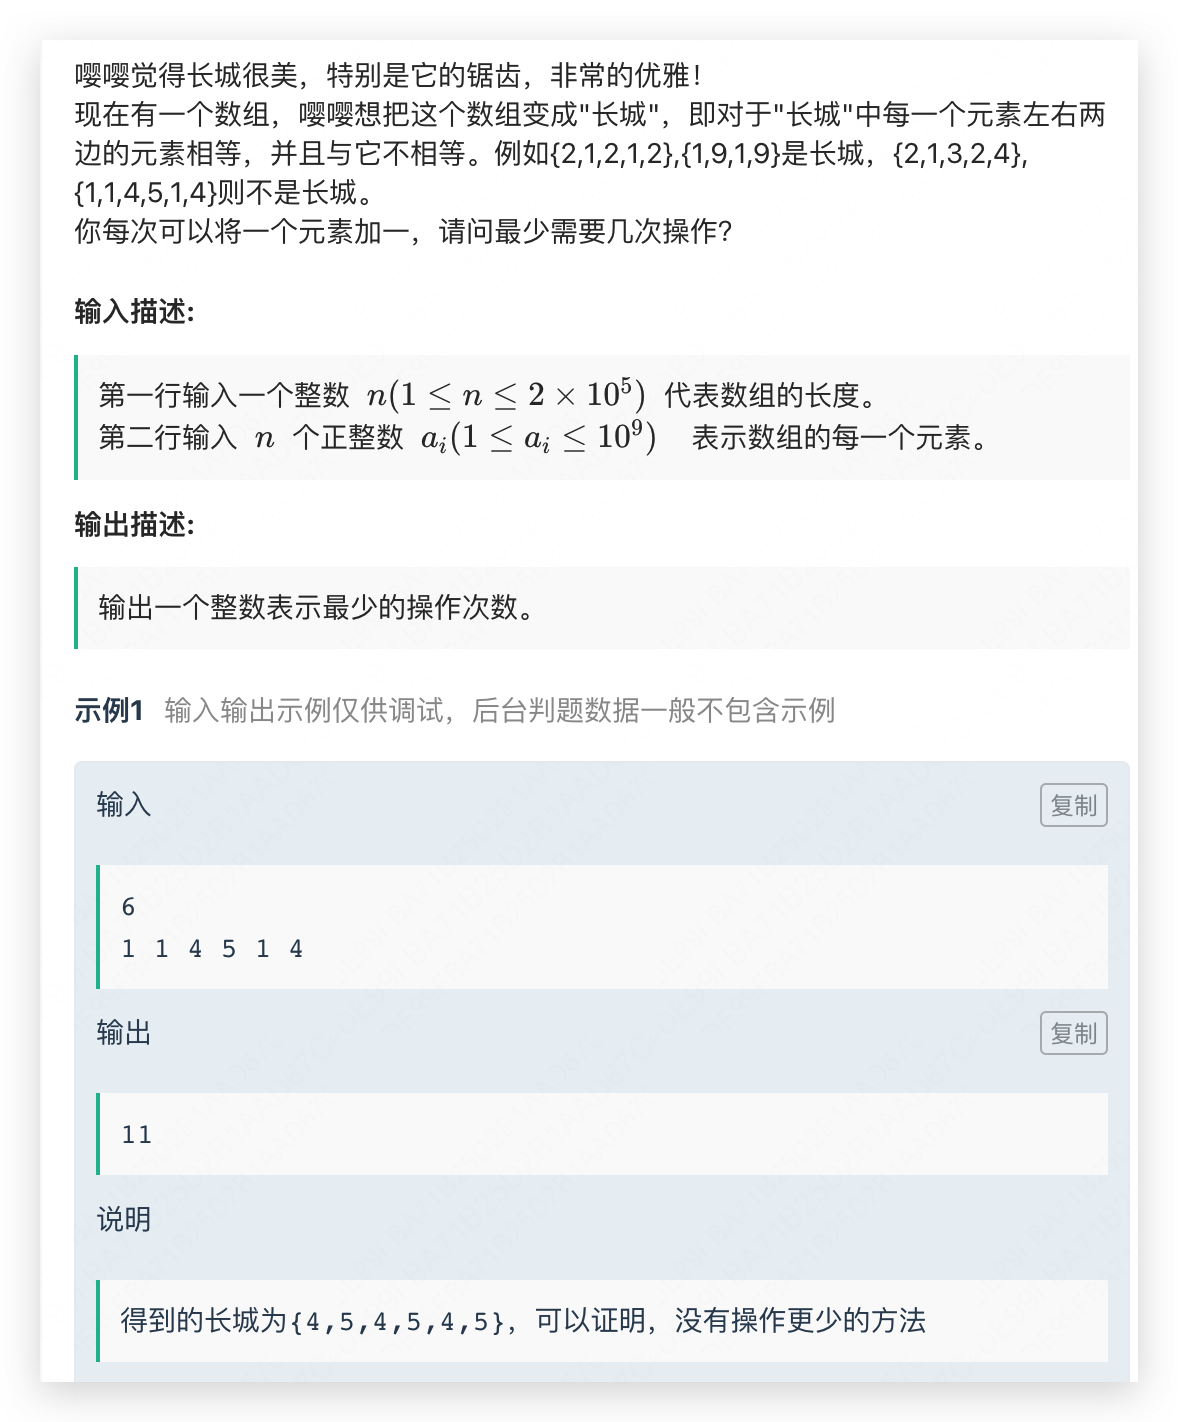 嘤嘤觉得长城很美，特别是它的锯齿，非常的优雅！
现在有一个数组，嘤嘤想把这个数组变成"长城"，即对于"长城"中每一个元素左右两
边的元素相等，并且与它不相等。例如{2,1,2,1,2},{1,9,1,9}是长城，{2,1,3,2,4},
{1,1,4,5,1,4}则不是长城。
你每次可以将一个元素加一，请问最少需要几次操作？
输入描述:
第一行输入一个整数 n(1 ≤ n ≤ 2 × 10⁵) 代表数组的长度。
第二行输入 n 个正整数 aᵢ(1 ≤ aᵢ ≤ 10⁹) 表示数组的每一个元素。
输出描述:
输出一个整数表示最少的操作次数。
示例1 输入输出示例仅供调试，后台判题数据一般不包含示例
输入 复制
6
1 1 4 5 1 4
输出 复制
11
说明
得到的长城为{4,5,4,5,4,5}，可以证明，没有操作更少的方法